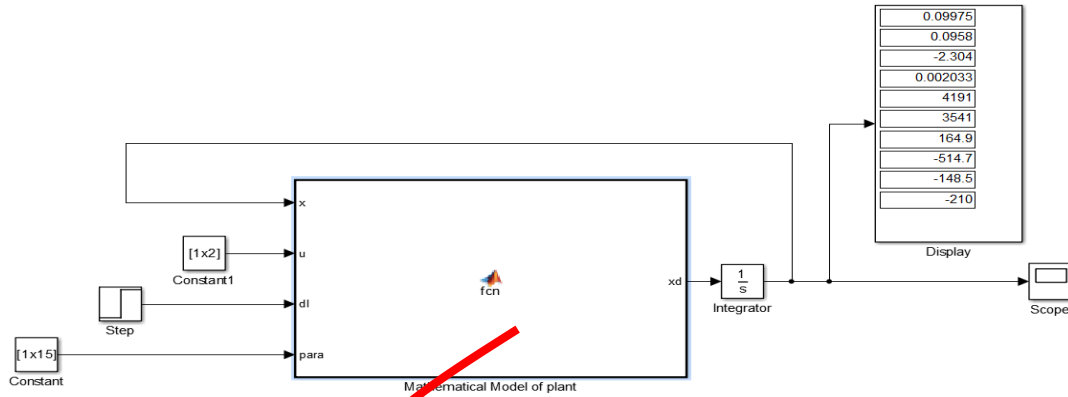 0.09975
0.0958
-2.304
0.002033
4191
3541
164.9
-514.7
-148.5
-210
Display
x
[1x2]
u
Constant1
fcn
xd
1
s
Integrator
Scope
dl
Step
[1x15]
para
Constant
Mathematical Model of plant